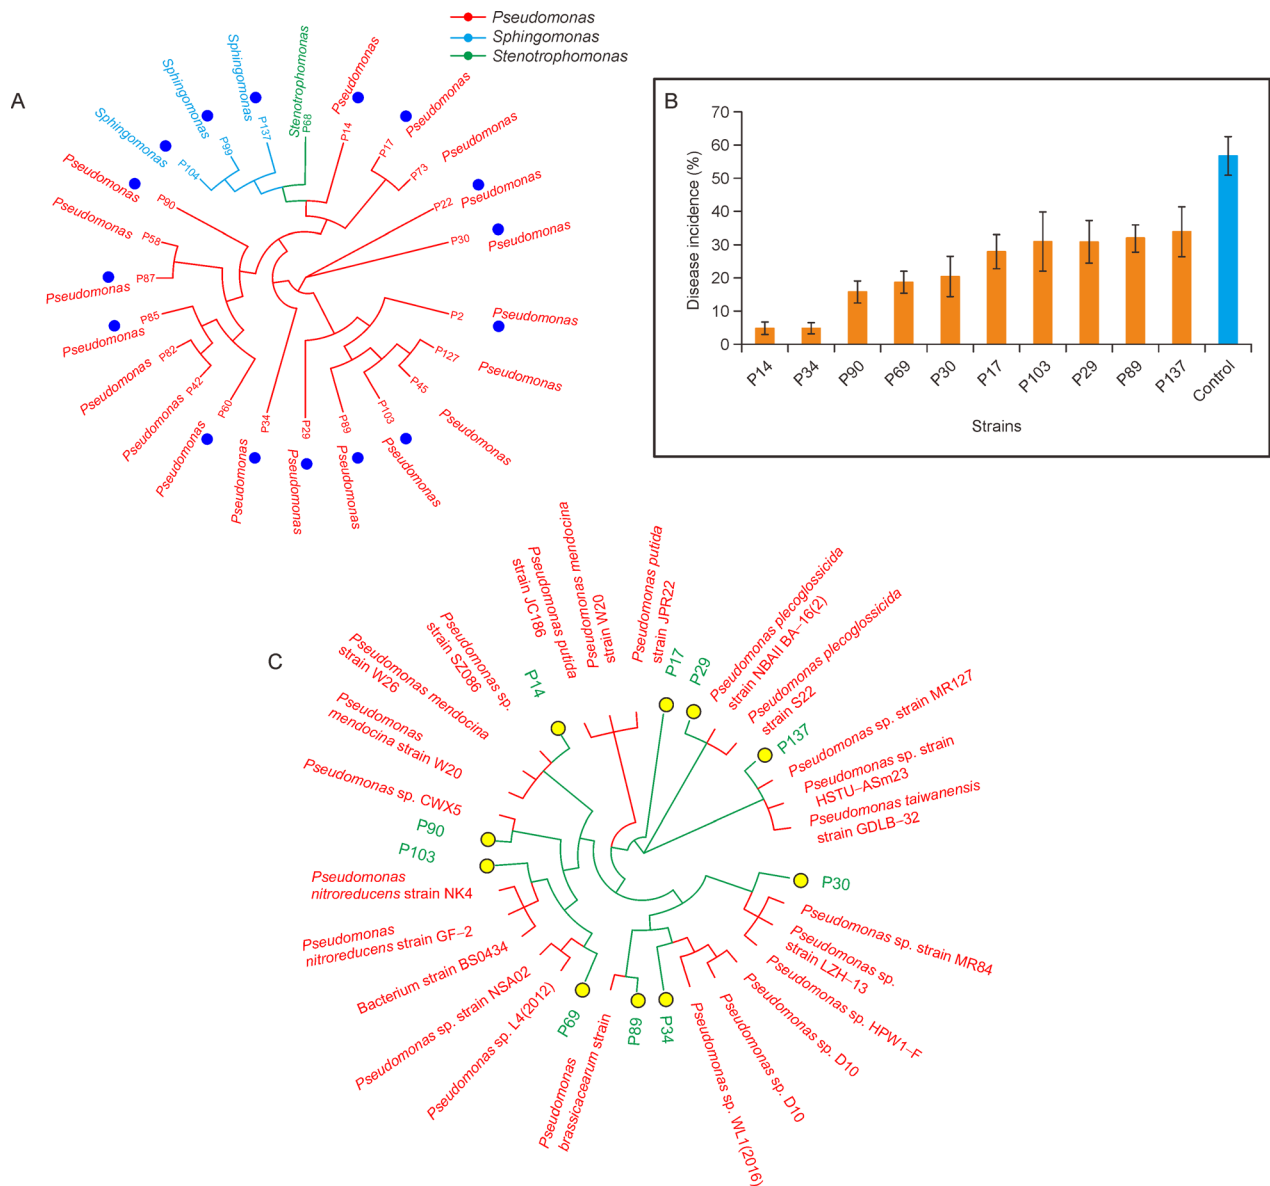 Pseudomonas
Sphingomonas
Stenotrophomonas
A
Sphingomonas
P104
Sphingomonas
P99
Sphingomonas
P137
Stenotrophomonas
P68
Pseudomonas
P14
Pseudomonas
P17
Pseudomonas
P73
Pseudomonas
P22
Pseudomonas
P30
Pseudomonas
P2
Pseudomonas
P127
Pseudomonas
P45
Pseudomonas
P103
Pseudomonas
P89
Pseudomonas
P29
Pseudomonas
P34
Pseudomonas
P60
Pseudomonas
P42
Pseudomonas
P82
Pseudomonas
P85
Pseudomonas
P87
Pseudomonas
P58
Pseudomonas
P90
B
Disease incidence (%)
70
60
50
40
30
20
10
0
P14
P34
P90
P69
P30
P17
P103
P29
P89
P137
Control
Strains
C
Pseudomonas mendocina
strain W20
Pseudomonas putida
strain JC186
Pseudomonas putida
strain JPR22
P17
P29
Pseudomonas plecoglossicida
strain NBAII BA−16(2)
Pseudomonas plecoglossicida
strain S22
P137
Pseudomonas sp. strain MR127
Pseudomonas sp. strain
HSTU−ASm23
Pseudomonas taiwanensis
strain GDLB−32
P30
Pseudomonas sp. strain MR84
Pseudomonas sp.
strain LZH−13
Pseudomonas sp. HPW1−F
Pseudomonas sp. D10
Pseudomonas sp. D10
Pseudomonas sp. WL1(2016)
P34
P89
Pseudomonas
brassicacearum strain
P69
Pseudomonas sp. L4(2012)
Pseudomonas sp. strain NSA02
Bacterium strain BS0434
Pseudomonas
nitroreducens strain GF−2
Pseudomonas
nitroreducens strain NK4
P103
P90
Pseudomonas sp. CWX5
Pseudomonas
mendocina strain W20
Pseudomonas mendocina
strain W26
Pseudomonas sp.
strain SZ086
P14